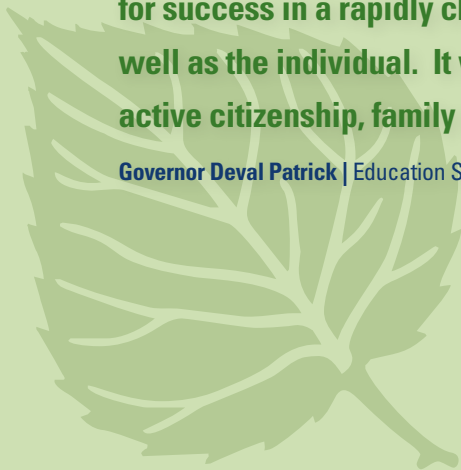 for success in a rapidly
well as the individual. It
active citizenship, family
Governor Deval Patrick | Education